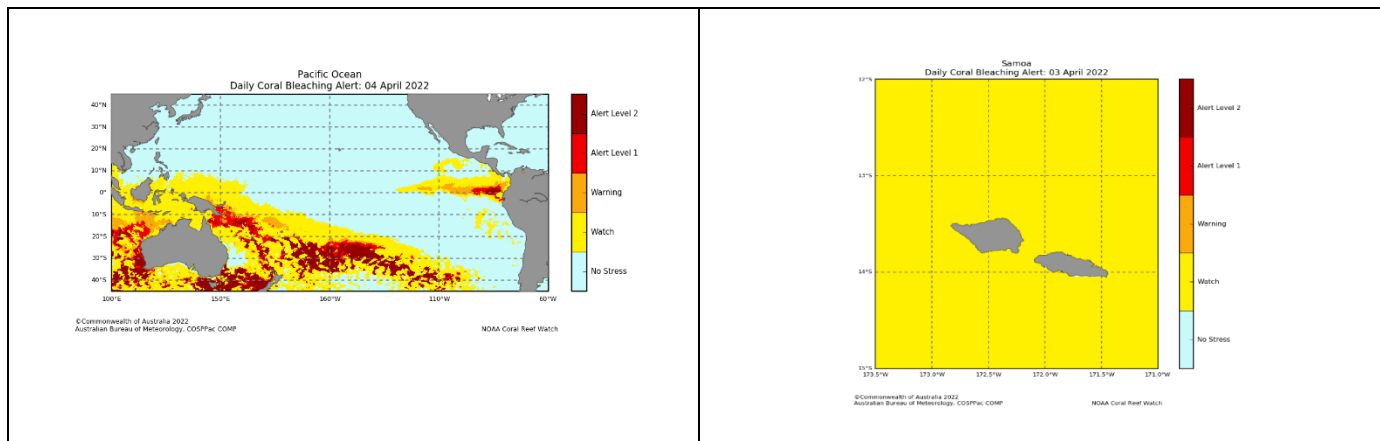 Pacific Ocean
Daily Coral Bleaching Alert: 04 April 2022
40°N
30°N
20°N
10°N
0°
10°S
20°S
30°S
40°S
100°E
150°E
160°W
110°W
60°W
Alert Level 2
Alert Level 1
Warning
Watch
No Stress
©Commonwealth of Australia 2022
Australian Bureau of Meteorology, COSPPac COMP
NOAA Coral Reef Watch
Samoa
Daily Coral Bleaching Alert: 03 April 2022
12°S
13°S
14°S
15°S
173.5°W
173.0°W
172.5°W
172.0°W
171.5°W
171.0°W
Alert Level 2
Alert Level 1
Warning
Watch
No Stress
©Commonwealth of Australia 2022
Australian Bureau of Meteorology, COSPPac COMP
NOAA Coral Reef Watch